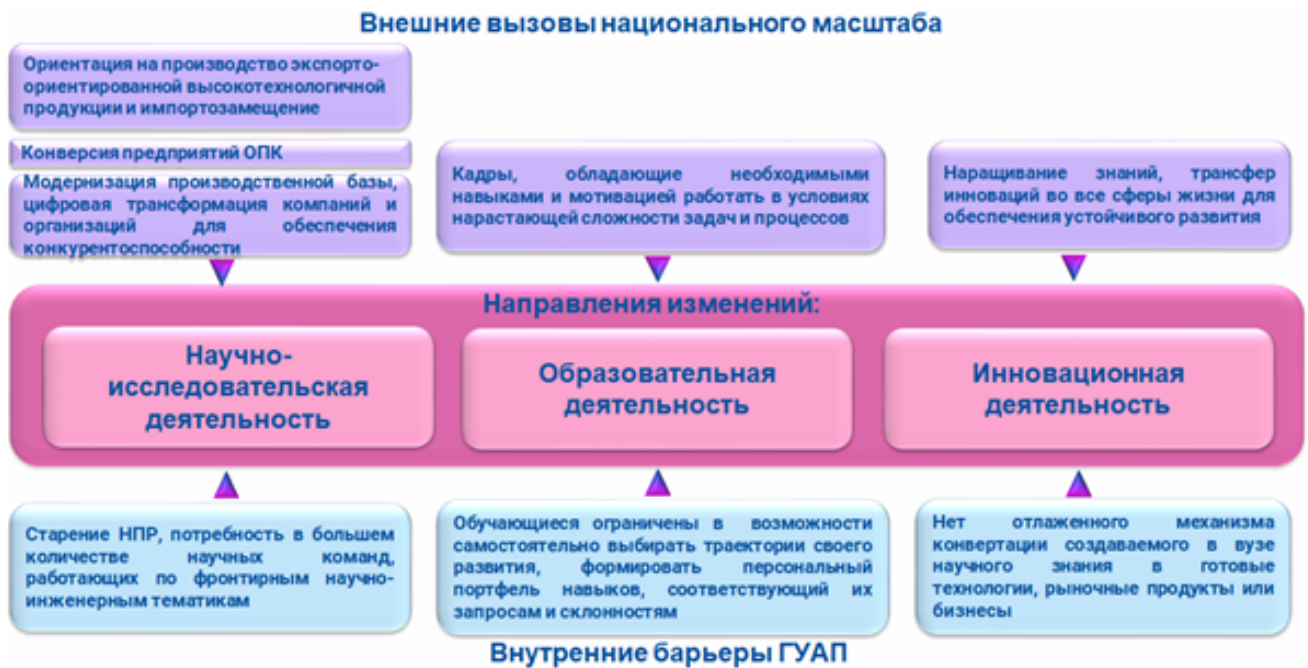 Внешние вызовы национального масштаба
Ориентация на производство экспорто-
ориентированной высокотехнологичной
продукции и импортозамещение
Конверсия предприятий ОПК
Модернизация производственной базы,
цифровая трансформация компаний и
организаций для обеспечения
конкурентоспособности
Кадры, обладающие необходимыми
навыками и мотивацией работать в условиях
нарастающей сложности задач и процессов
Наращивание знаний, трансфер
инноваций во все сферы жизни для
обеспечения устойчивого развития
Направления изменений:
Научно-
исследовательская
деятельность
Образовательная
деятельность
Инновационная
деятельность
Старение НПР, потребность в большем
количестве научных команд,
работающих по фронтирным научно-
инженерным тематикам
Обучающиеся ограничены в возможности
самостоятельно выбирать траектории своего
развития, формировать персональный
портфель навыков, соответствующий их
запросам и склонностям
Нет отлаженного механизма
конвертации создаваемого в вузе
научного знания в готовые
технологии, рыночные продукты или
бизнесы
Внутренние барьеры ГУАП